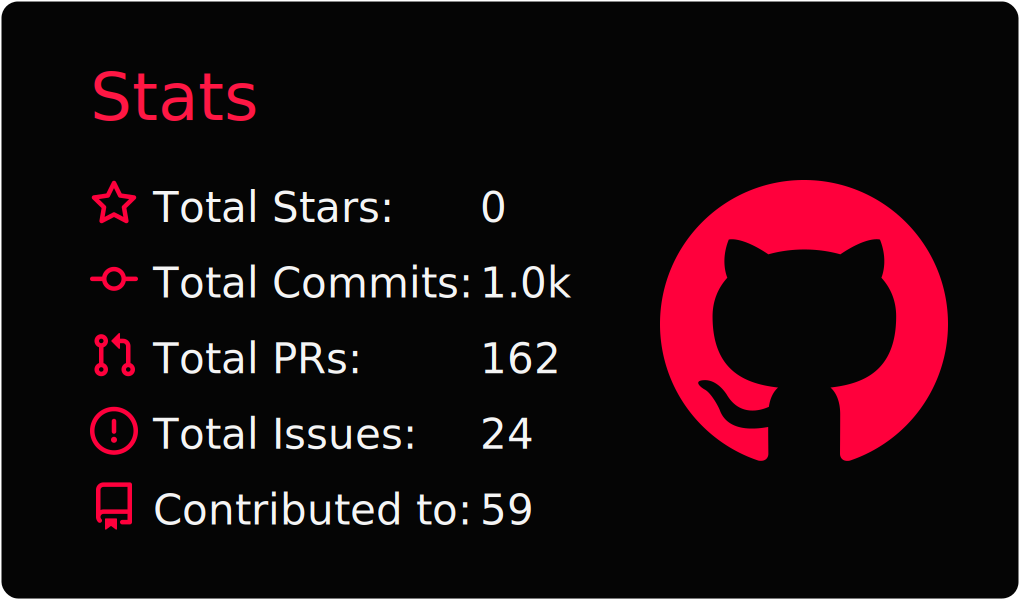 Stats
Total Stars: 0
Total Commits: 1.0k
Total PRs: 162
Total Issues: 24
Contributed to: 59